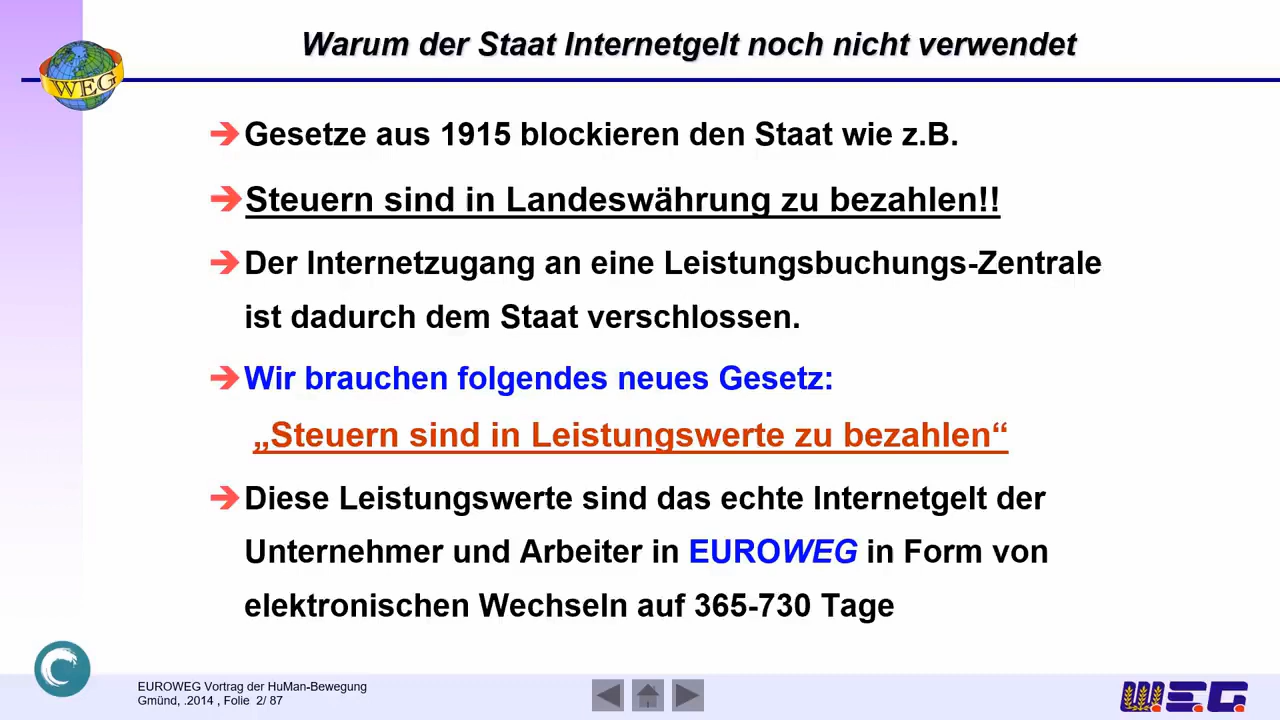 Warum der Staat Internetgelt noch nicht verwendet
WEG
Gesetze aus 1915 blockieren den Staat wie z.B.
Steuern sind in Landeswährung zu bezahlen!!
Der Internetzugang an eine Leistungsbuchungs-Zentrale
ist dadurch dem Staat verschlossen.
Wir brauchen folgendes neues Gesetz:
„Steuern sind in Leistungswerte zu bezahlen“
Diese Leistungswerte sind das echte Internetgelt der
Unternehmer und Arbeiter in EUROWEG in Form von
elektronischen Wechseln auf 365-730 Tage
EUROWEG Vortrag der HuMan-Bewegung
Gmünd, .2014 , Folie 2/ 87
W.E.G.